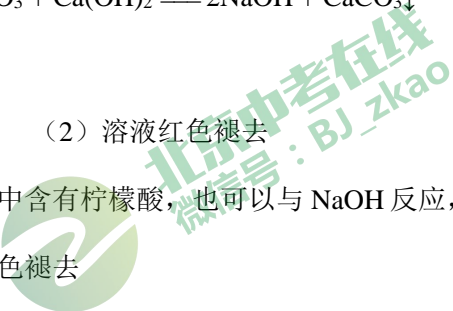 O₃ + Ca(OH)₂ === 2NaOH + CaCO₃↓
（2）溶液红色褪去
中含有柠檬酸，也可以与 NaOH 反应，
色褪去
北京中考在线
微信号：BJ_zkao